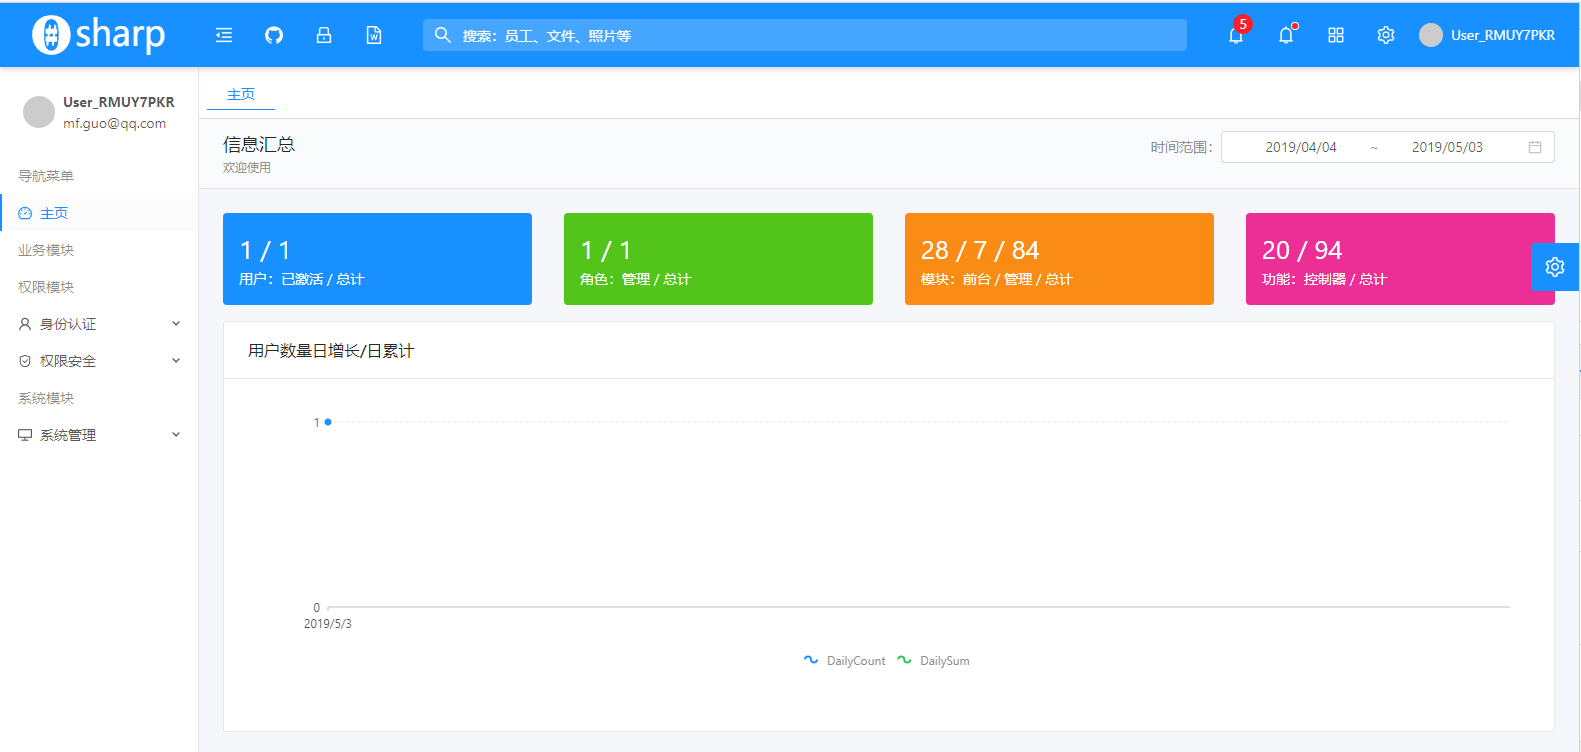 sharp
搜索：员工、文件、照片等
5
User_RMUY7PKR
User_RMUY7PKR
mf.guo@qq.com
导航菜单
主页
业务模块
权限模块
身份认证
权限安全
系统模块
系统管理
主页
信息汇总
欢迎使用
时间范围：
2019/04/04 ~ 2019/05/03
1 / 1
用户：已激活 / 总计
1 / 1
角色：管理 / 总计
28 / 7 / 84
模块：前台 / 管理 / 总计
20 / 94
功能：控制器 / 总计
用户数量日增长/日累计
1
0
2019/5/3
DailyCount DailySum